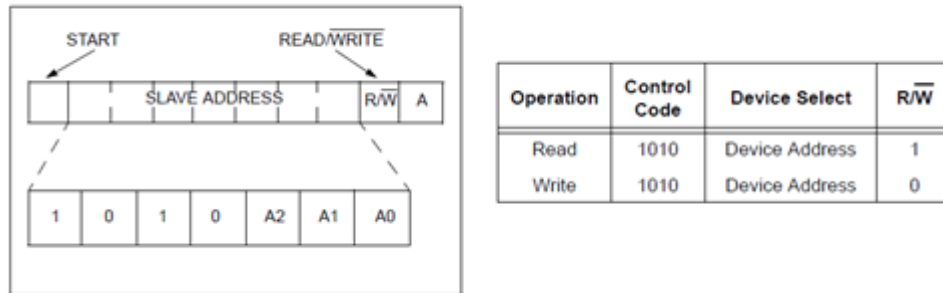 START READ/WRITE
SLAVE ADDRESS R/W A
1 0 1 0 A2 A1 A0
Operation Control Code Device Select R/W
Read 1010 Device Address 1
Write 1010 Device Address 0